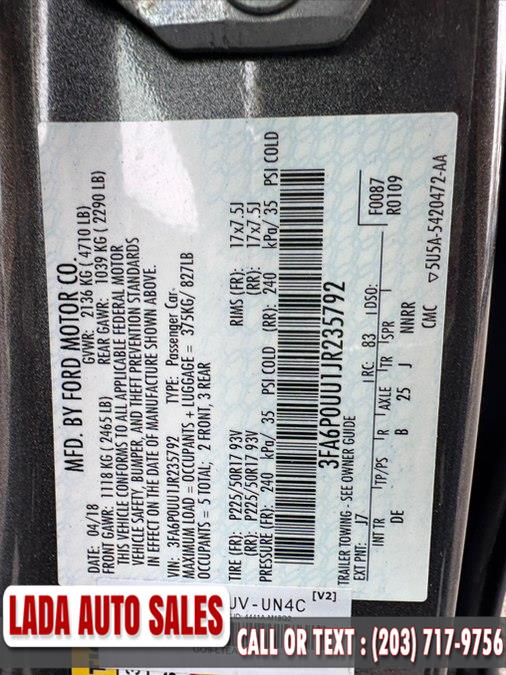 MFD. BY FORD MOTOR CO.
DATE: 04/18
GVWR: 2136 KG ( 4710 LB)
FRONT GAWR: 1118 KG ( 2465 LB)
REAR GAWR: 1039 KG ( 2290 LB)
THIS VEHICLE CONFORMS TO ALL APPLICABLE FEDERAL MOTOR
VEHICLE SAFETY, BUMPER, AND THEFT PREVENTION STANDARDS
IN EFFECT ON THE DATE OF MANUFACTURE SHOWN ABOVE.
VIN: 3FA6P0UU1JR235792 TYPE: Passenger Car
MAXIMUM LOAD = OCCUPANTS + LUGGAGE = 375KG/ 827LB
OCCUPANTS = 5 TOTAL; 2 FRONT, 3 REAR
TIRE (FR): P225/50R17 93V RIMS (FR): 17x7.5J
(RR): P225/50R17 93V (RR): 17x7.5J
PRESSURE (FR): 240 kPa/ 35 PSI COLD (RR): 240 kPa/ 35 PSI COLD
3FA6P0UU1JR235792
TRAILER TOWING - SEE OWNER GUIDE
EXT PNT: J7 RC: 83 DSO:
F0087
R0109
INT TR TP/PS R AXLE TR SPR
DE B 25 J NNRR
CMC ▽5U5A-5420472-AA
UV-UN4C
[V2]
LADA AUTO SALES
CALL OR TEXT : (203) 717-9756